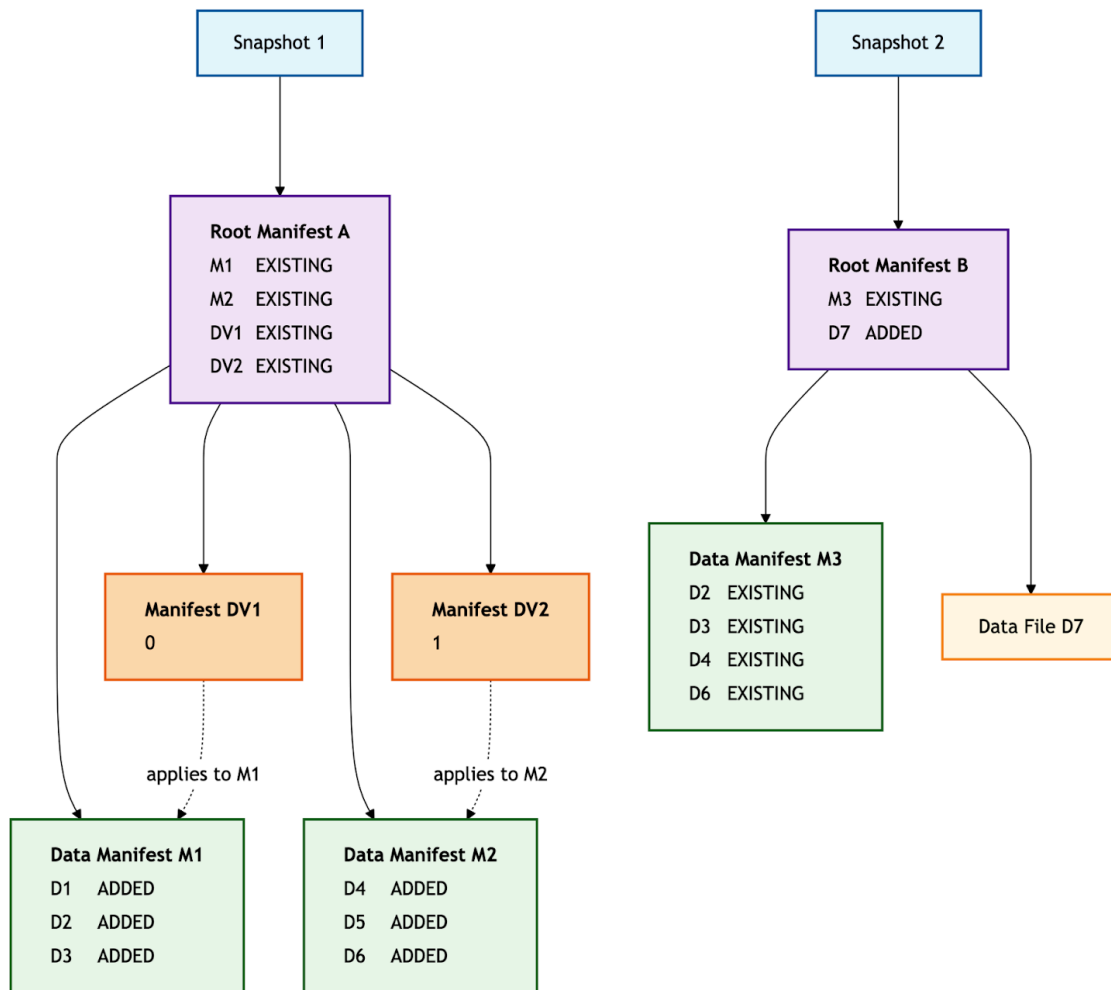 Snapshot 1
Snapshot 2
Root Manifest A
M1 EXISTING
M2 EXISTING
DV1 EXISTING
DV2 EXISTING
Root Manifest B
M3 EXISTING
D7 ADDED
Manifest DV1
0
Manifest DV2
1
Data Manifest M3
D2 EXISTING
D3 EXISTING
D4 EXISTING
D6 EXISTING
Data File D7
applies to M1
applies to M2
Data Manifest M1
D1 ADDED
D2 ADDED
D3 ADDED
Data Manifest M2
D4 ADDED
D5 ADDED
D6 ADDED